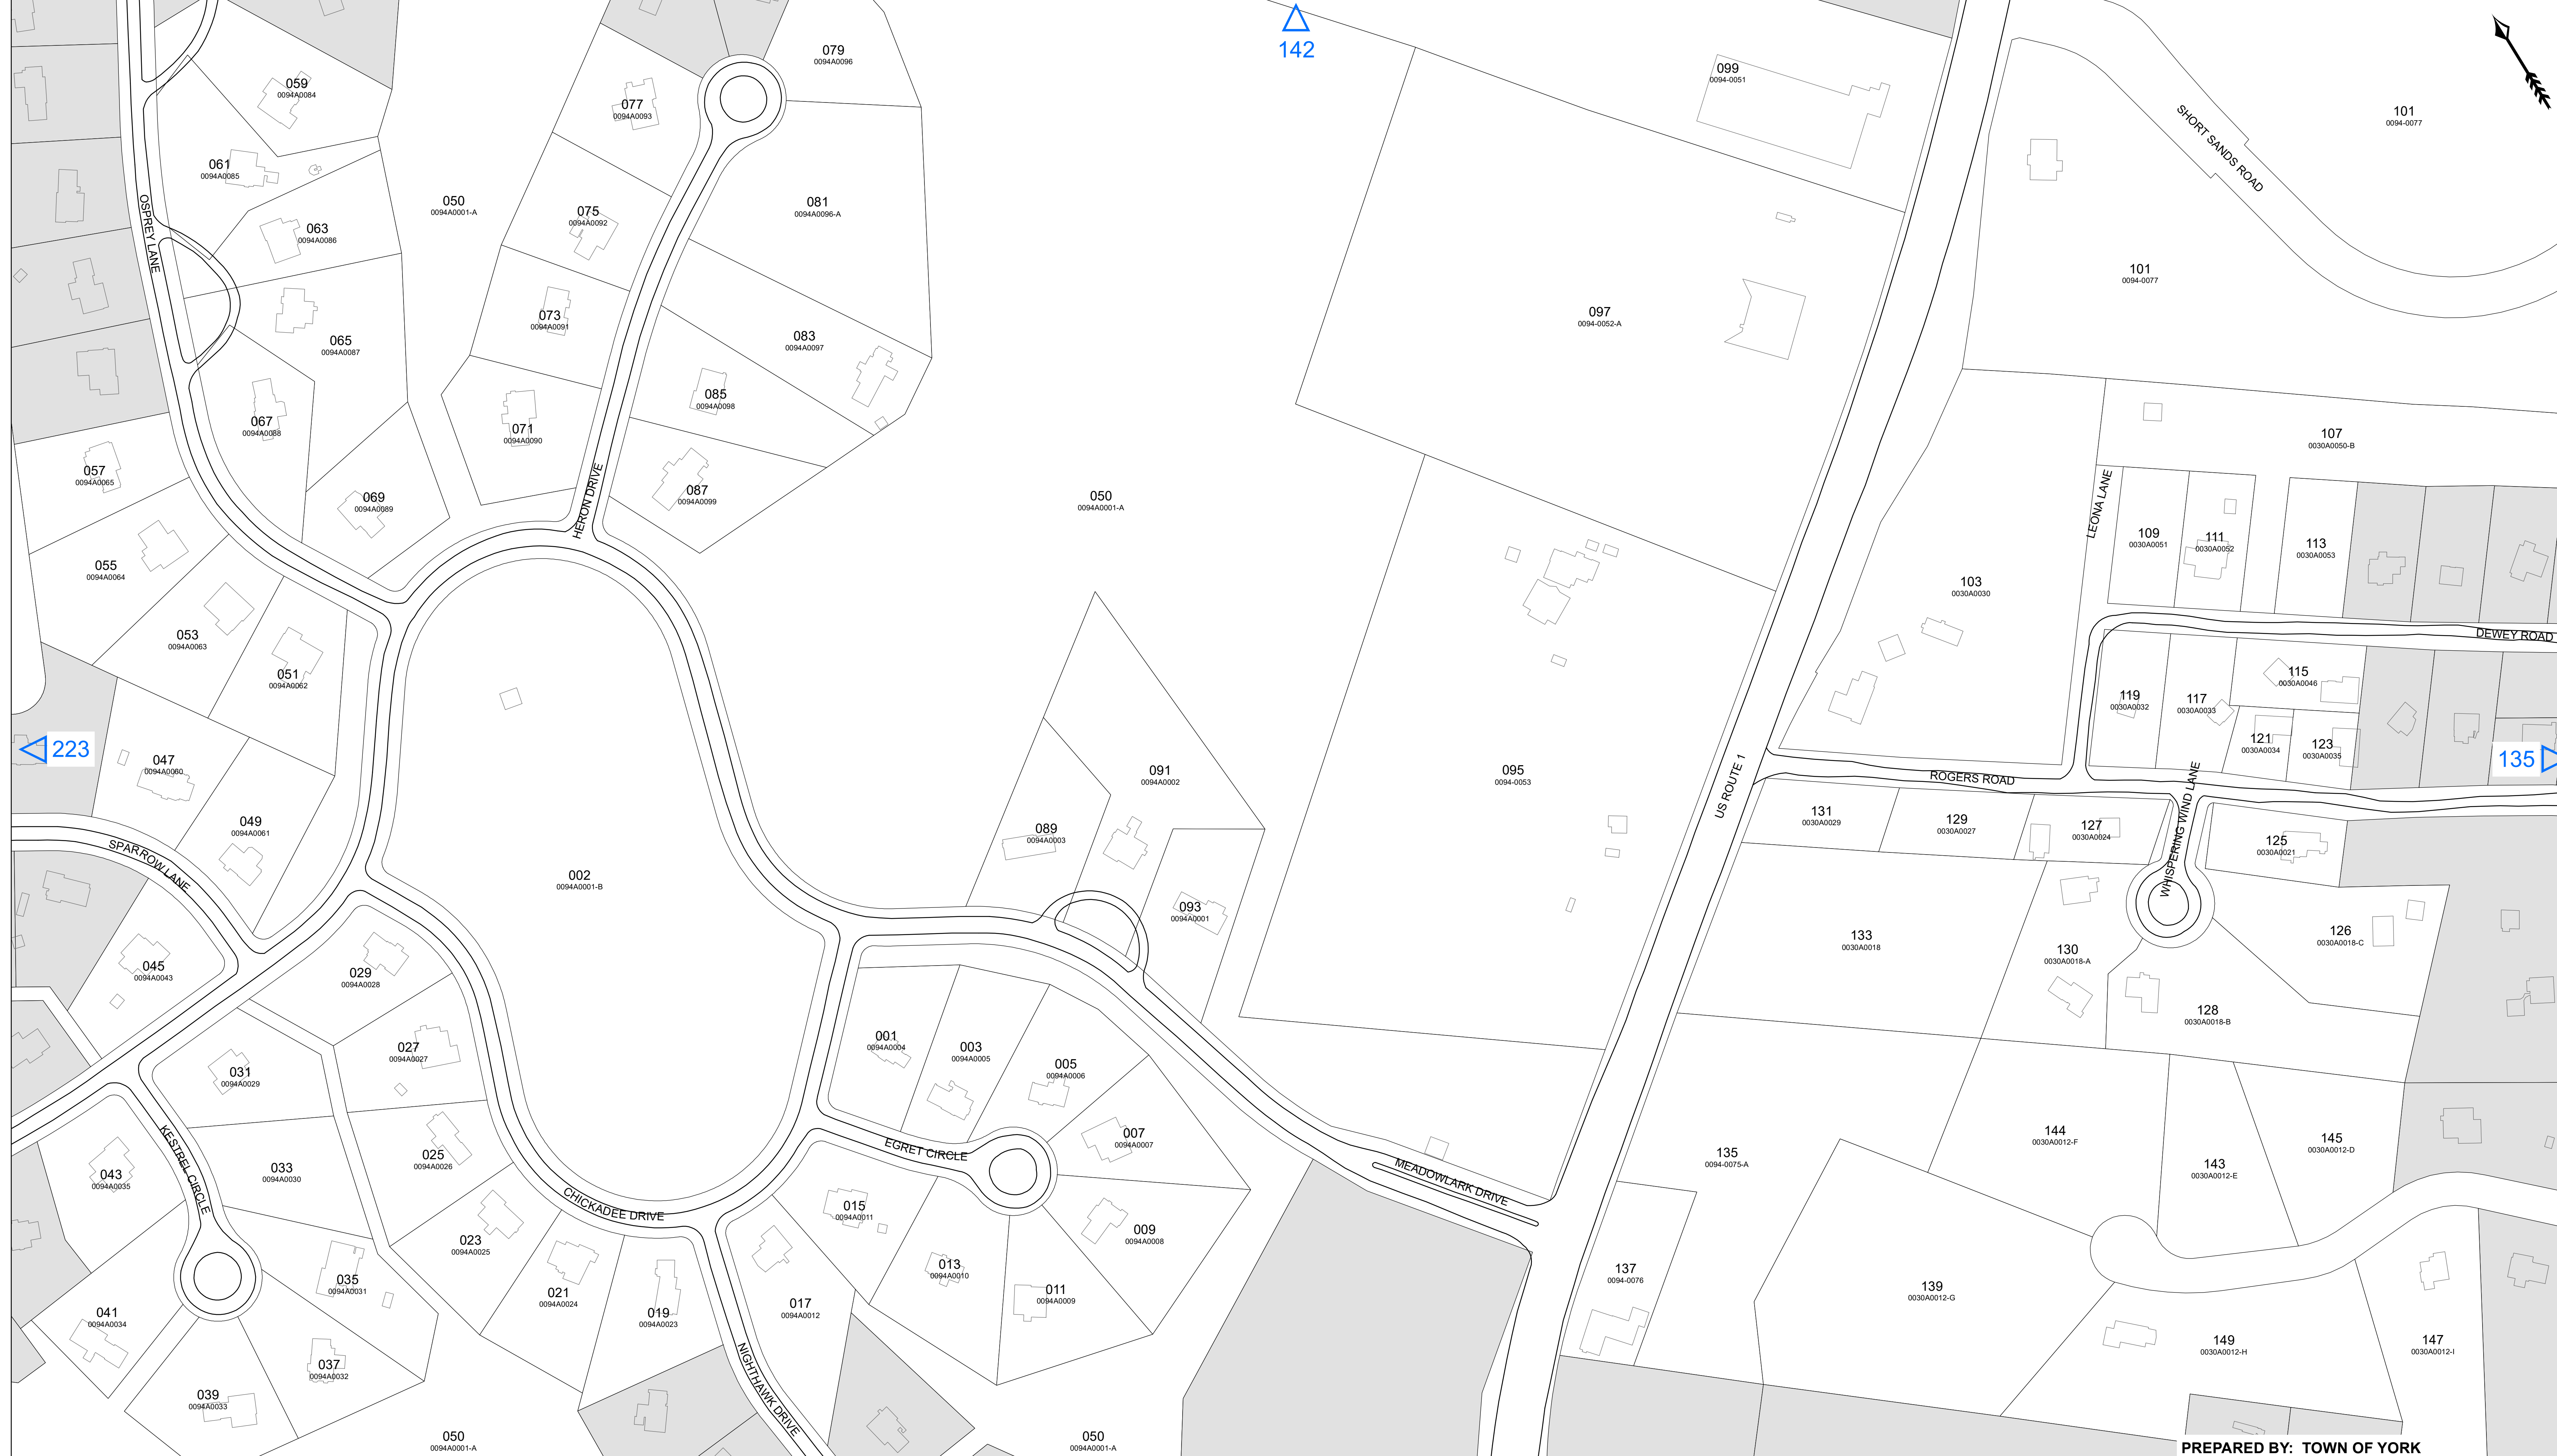 142
079
0094A0096
099
0094-0051
059
0094A0084
077
0094A0093
101
0094-0077
SHORT SANDS ROAD
061
0094A0085
050
0094A0001-A
075
0094A0092
081
0094A0096-A
OSPREY LANE
063
0094A0086
101
0094-0077
073
0094A0091
097
0094-0052-A
065
0094A0087
083
0094A0097
085
0094A0098
067
0094A0088
071
0094A0090
107
0030A0050-B
057
0094A0065
069
0094A0089
HERON DRIVE
087
0094A0099
050
0094A0001-A
LEONA LANE
109
0030A0051
111
0030A0052
113
0030A0053
055
0094A0064
103
0030A0030
053
0094A0063
DEWEY ROAD
051
0094A0062
115
0030A0046
119
0030A0032
117
0030A0033
223
047
0094A0060
091
0094A0002
095
0094-0053
US ROUTE 1
121
0030A0034
123
0030A0035
135
ROGERS ROAD
049
0094A0061
089
0094A0003
131
0030A0029
129
0030A0027
127
0030A0024
WHISPERING WIND LANE
125
0030A0021
SPARROW LANE
002
0094A0001-B
093
0094A0001
133
0030A0018
126
0030A0018-C
045
0094A0043
029
0094A0028
130
0030A0018-A
128
0030A0018-B
001
0094A0004
003
0094A0005
005
0094A0006
027
0094A0027
031
0094A0029
007
0094A0007
144
0030A0012-F
145
0030A0012-D
KESTREL CIRCLE
043
0094A0035
033
0094A0030
025
0094A0026
EGRET CIRCLE
135
0094-0075-A
143
0030A0012-E
CHICKADEE DRIVE
MEADOWLARK DRIVE
015
0094A0011
009
0094A0008
023
0094A0025
013
0094A0010
137
0094-0076
035
0094A0031
021
0094A0024
011
0094A0009
139
0030A0012-G
041
0094A0034
019
0094A0023
017
0094A0012
149
0030A0012-H
147
0030A0012-I
037
0094A0032
NIGHTHAWK DRIVE
039
0094A0033
050
0094A0001-A
050
0094A0001-A
PREPARED BY: TOWN OF YORK